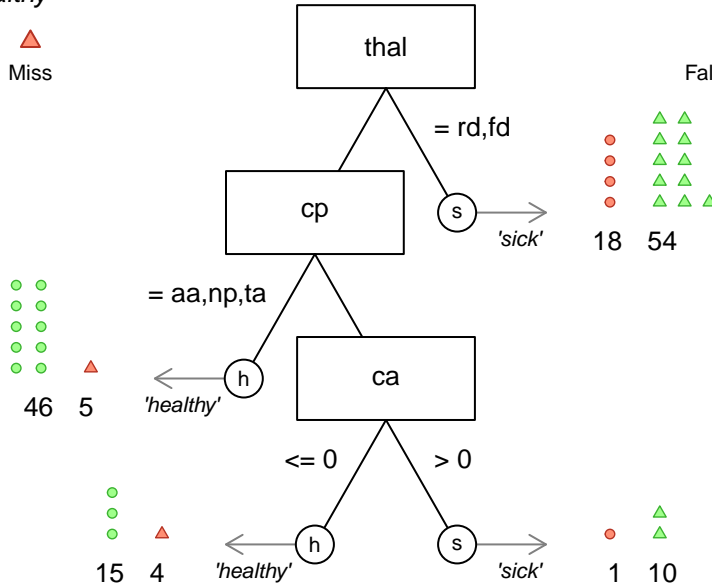 thal
Miss
Fal
= rd,fd
cp
s
'sick'
18 54
= aa,np,ta
h
ca
'healthy'
46 5
<= 0
> 0
h
s
'healthy'
'sick'
15 4
1 10